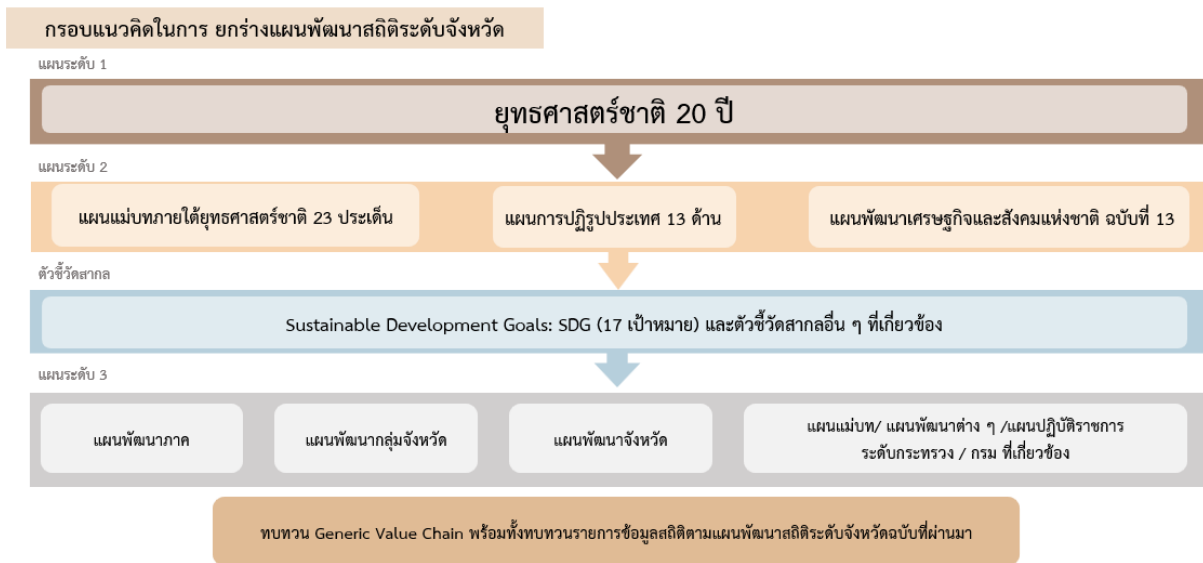 กรอบแนวคิดในการ ยกร่างแผนพัฒนาสถิติระดับจังหวัด
แผนระดับ 1
ยุทธศาสตร์ชาติ 20 ปี
แผนระดับ 2
แผนแม่บทภายใต้ยุทธศาสตร์ชาติ 23 ประเด็น
แผนการปฏิรูปประเทศ 13 ด้าน
แผนพัฒนาเศรษฐกิจและสังคมแห่งชาติ ฉบับที่ 13
ตัวชี้วัดสากล
Sustainable Development Goals: SDG (17 เป้าหมาย) และตัวชี้วัดสากลอื่น ๆ ที่เกี่ยวข้อง
แผนระดับ 3
แผนพัฒนาภาค
แผนพัฒนากลุ่มจังหวัด
แผนพัฒนาจังหวัด
แผนแม่บท/ แผนพัฒนาต่าง ๆ /แผนปฏิบัติราชการ
ระดับกระทรวง / กรม ที่เกี่ยวข้อง
ทบทวน Generic Value Chain พร้อมทั้งทบทวนรายการข้อมูลสถิติตามแผนพัฒนาสถิติระดับจังหวัดฉบับที่ผ่านมา